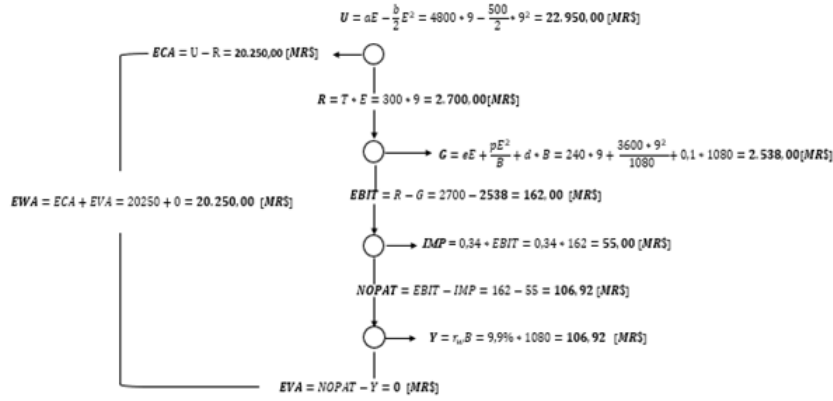 U = aE − b/2 E² = 4800 * 9 − 500/2 * 9² = 22.950,00 [MR$]
ECA = U − R = 20.250,00 [MR$]
R = T * E = 300 * 9 = 2.700,00[MR$]
G = eE + pE²/B + d * B = 240 * 9 + 3600 * 9²/1080 + 0,1 * 1080 = 2.538,00[MR$]
EBIT = R − G = 2700 − 2538 = 162,00 [MR$]
EWA = ECA + EVA = 20250 + 0 = 20.250,00 [MR$]
IMP = 0,34 * EBIT = 0,34 * 162 = 55,00 [MR$]
NOPAT = EBIT − IMP = 162 − 55 = 106,92 [MR$]
Y = rwB = 9,9% * 1080 = 106,92 [MR$]
EVA = NOPAT − Y = 0 [MR$]